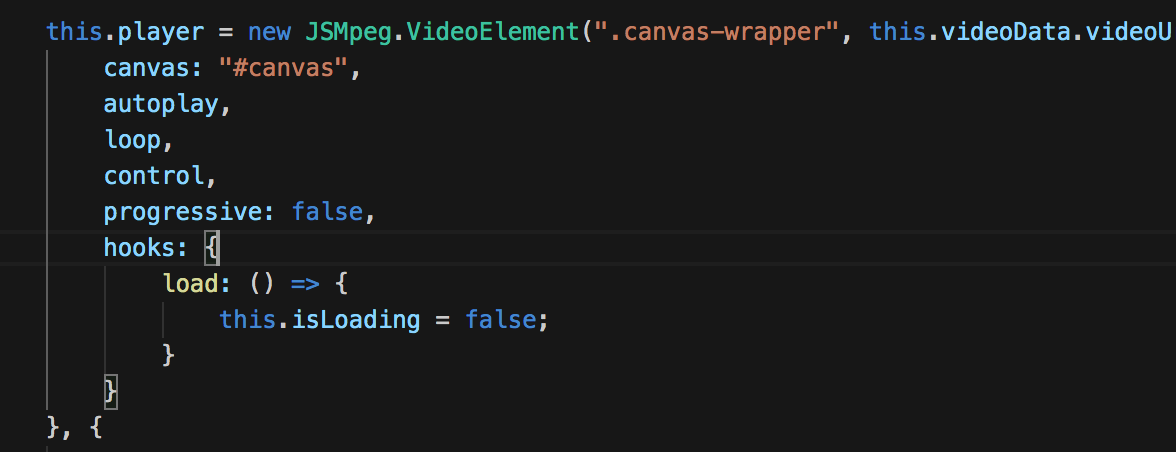 this.player = new JSMpeg.VideoElement(".canvas-wrapper", this.videoData.videoU
canvas: "#canvas",
autoplay,
loop,
control,
progressive: false,
hooks: {
load: () => {
this.isLoading = false;
}
}
}, {